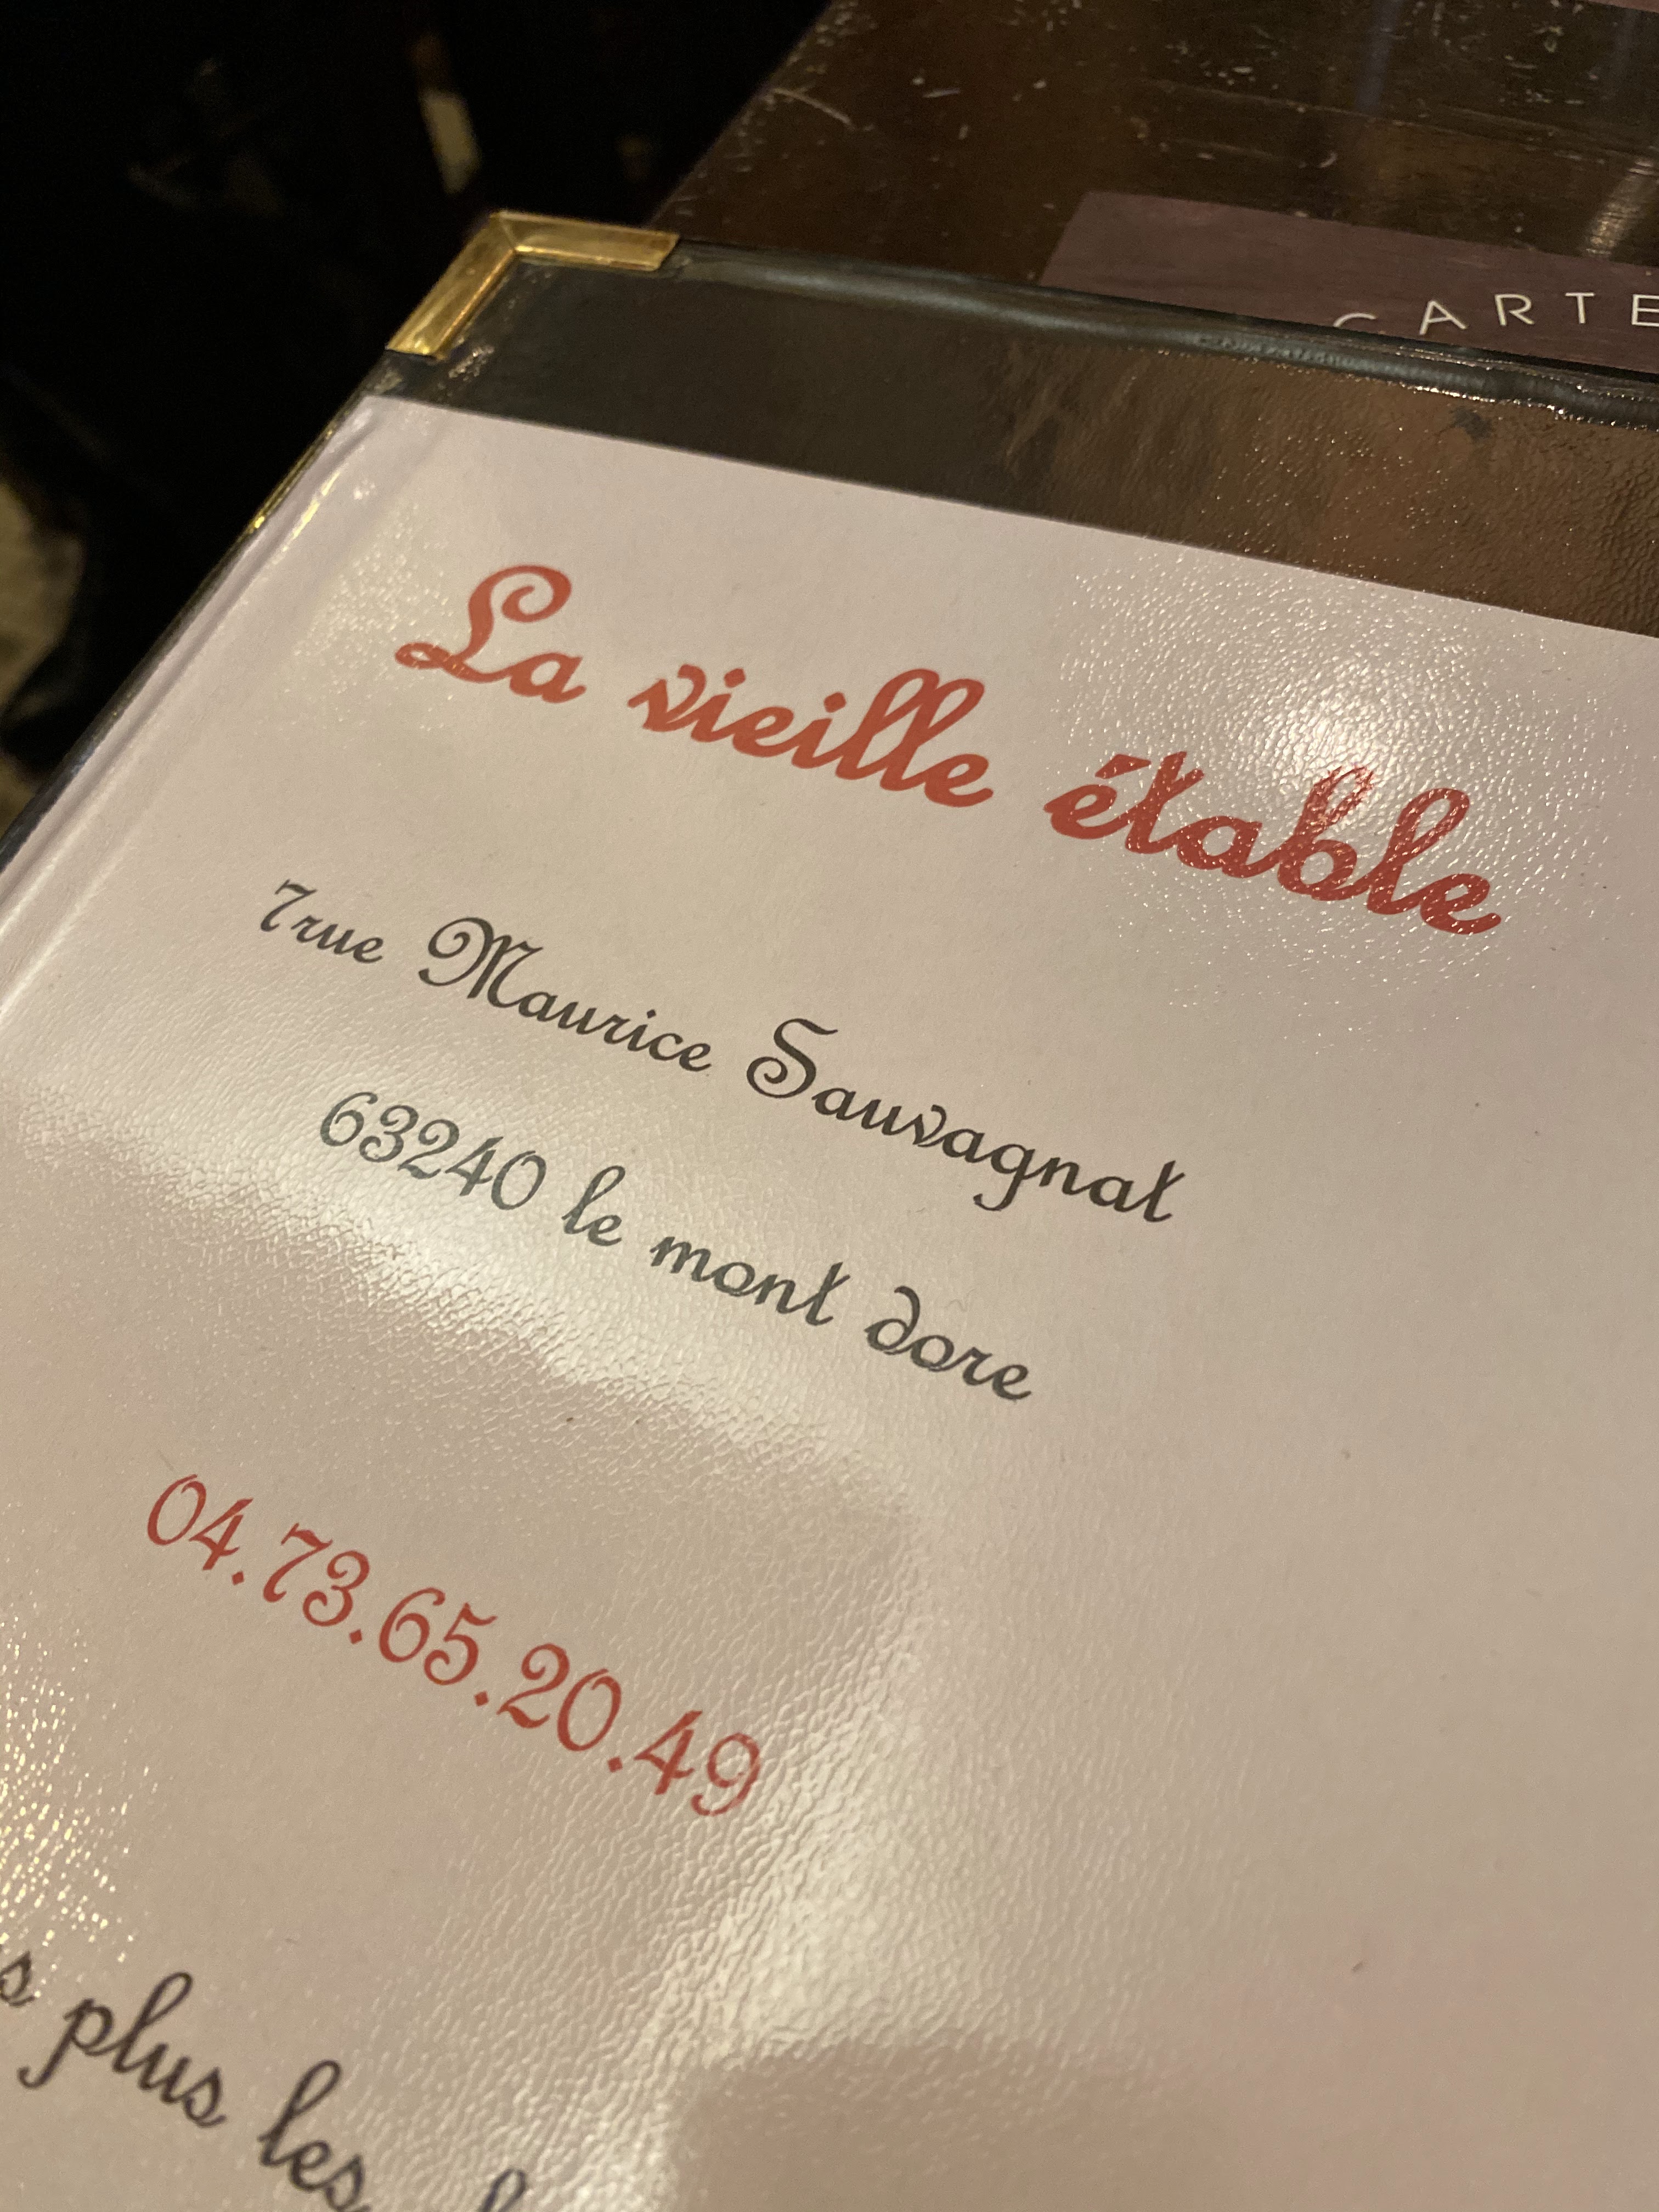 CARTE
La vieille étable
7rue Maurice Sauvagnat
63240 le mont dore
04.73.65.20.49
plus les